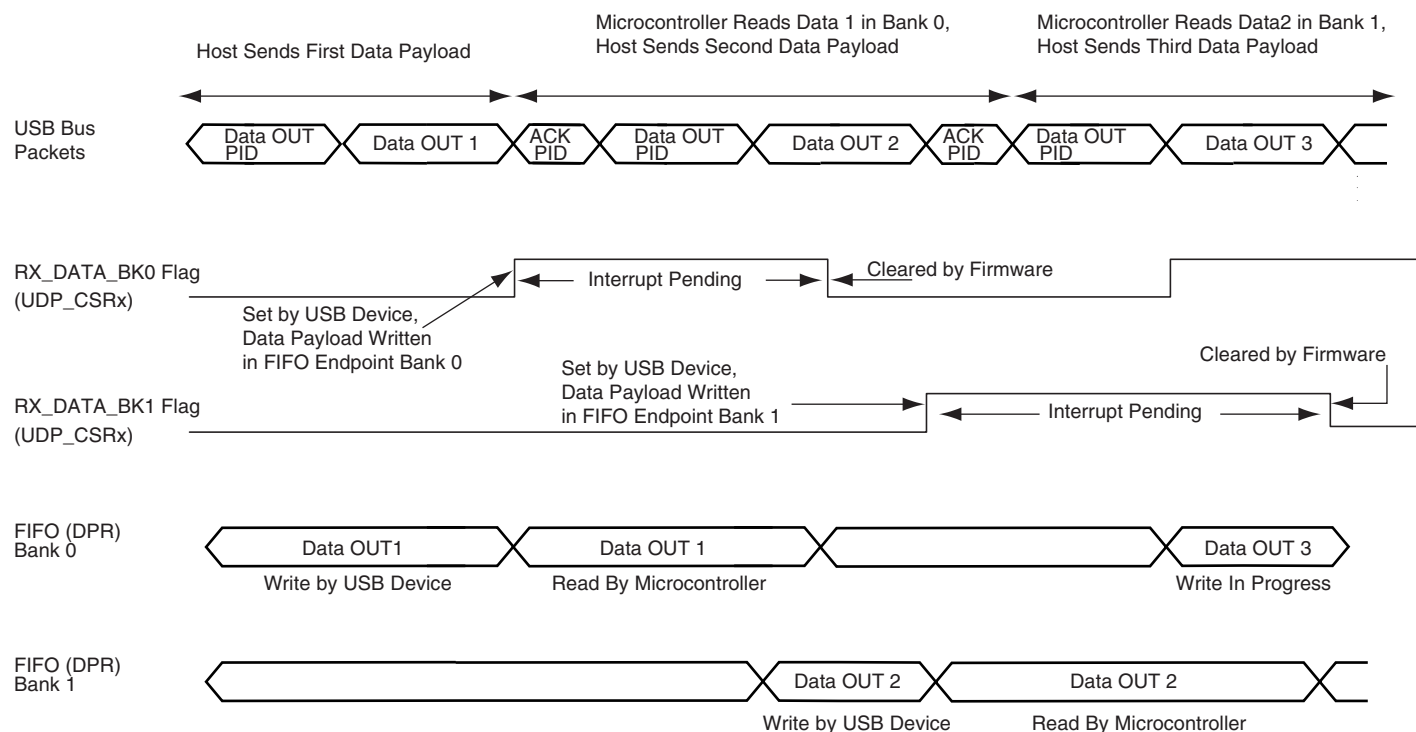 Host Sends First Data Payload
Microcontroller Reads Data 1 in Bank 0,
Host Sends Second Data Payload
Microcontroller Reads Data2 in Bank 1,
Host Sends Third Data Payload
USB Bus
Packets
Data OUT
PID
Data OUT 1
ACK
PID
Data OUT
PID
Data OUT 2
ACK
PID
Data OUT
PID
Data OUT 3
RX_DATA_BK0 Flag
(UDP_CSRx)
Interrupt Pending
Cleared by Firmware
Set by USB Device,
Data Payload Written
in FIFO Endpoint Bank 0
Cleared by Firmware
Set by USB Device,
Data Payload Written
in FIFO Endpoint Bank 1
RX_DATA_BK1 Flag
(UDP_CSRx)
Interrupt Pending
FIFO (DPR)
Bank 0
Data OUT1
Data OUT 1
Data OUT 3
Write by USB Device
Read By Microcontroller
Write In Progress
FIFO (DPR)
Bank 1
Data OUT 2
Data OUT 2
Write by USB Device
Read By Microcontroller